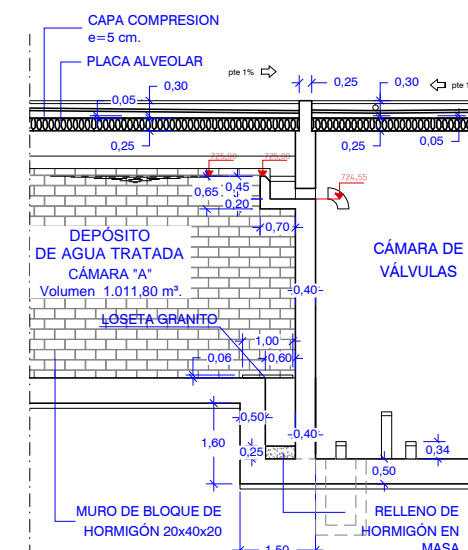 CAPA COMPRESION
e=5 cm.
PLACA ALVEOLAR
pte 1%
0,25
0,30
pte 1
0,30
0,05
0,25
0,25
0,05
725,00
725,00
724,55
0,65
0,45
0,20
0,70
DEPÓSITO
DE AGUA TRATADA
CÁMARA "A"
Volumen 1.011,80 m³.
CÁMARA DE
VÁLVULAS
0,40
LOSETA GRANITO
1,00
0,06
0,60
0,50
0,40
1,60
0,25
0,34
0,50
MURO DE BLOQUE DE
HORMIGÓN 20x40x20
RELLENO DE
HORMIGÓN EN
MASA
1,50